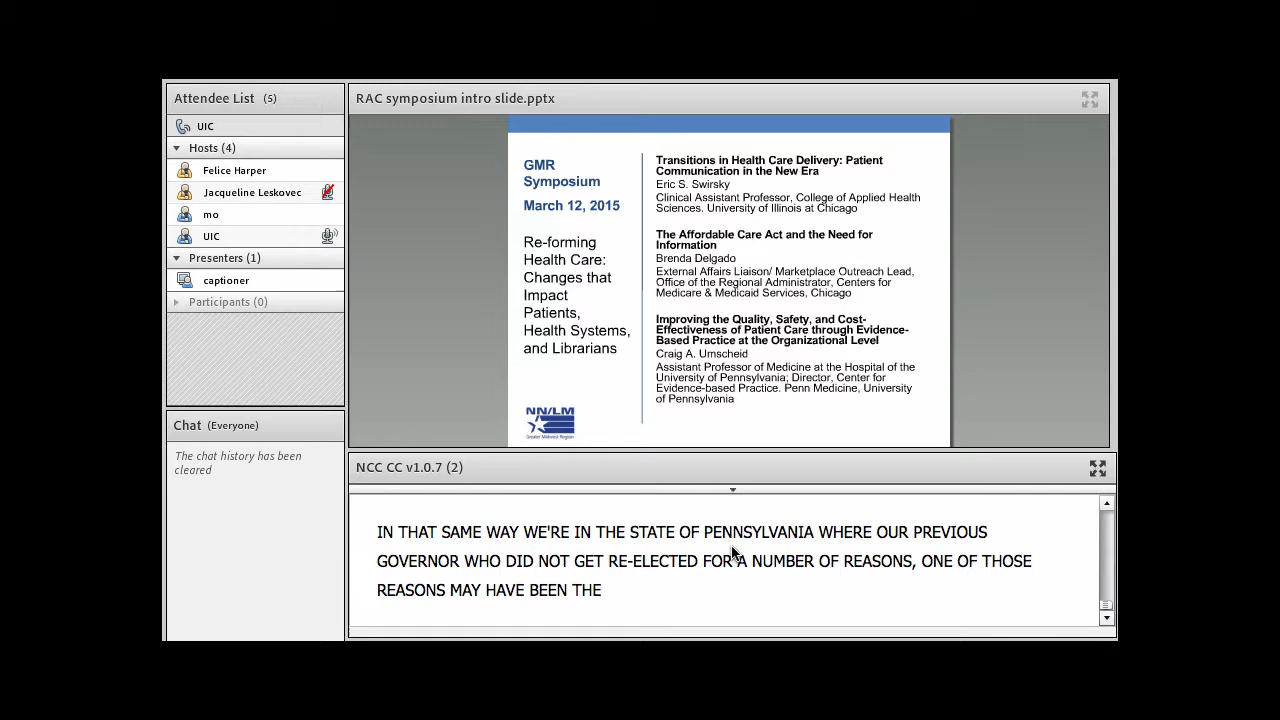 Attendee List (5)
UIC
Hosts (4)
Felice Harper
Jacqueline Leskovec
mo
UIC
Presenters (1)
captioner
Participants (0)
Chat (Everyone)
The chat history has been
cleared
RAC symposium intro slide.pptx
GMR
Symposium
March 12, 2015
Re-forming
Health Care:
Changes that
Impact
Patients,
Health Systems,
and Librarians
NN/LM
Greater Midwest Region
Transitions in Health Care Delivery: Patient
Communication in the New Era
Eric S. Swirsky
Clinical Assistant Professor, College of Applied Health
Sciences. University of Illinois at Chicago
The Affordable Care Act and the Need for
Information
Brenda Delgado
External Affairs Liaison/ Marketplace Outreach Lead,
Office of the Regional Administrator, Centers for
Medicare & Medicaid Services, Chicago
Improving the Quality, Safety, and Cost-
Effectiveness of Patient Care through Evidence-
Based Practice at the Organizational Level
Craig A. Umscheid
Assistant Professor of Medicine at the Hospital of the
University of Pennsylvania; Director, Center for
Evidence-based Practice. Penn Medicine, University
of Pennsylvania
NCC CC v1.0.7 (2)
IN THAT SAME WAY WE'RE IN THE STATE OF PENNSYLVANIA WHERE OUR PREVIOUS
GOVERNOR WHO DID NOT GET RE-ELECTED FOR A NUMBER OF REASONS, ONE OF THOSE
REASONS MAY HAVE BEEN THE